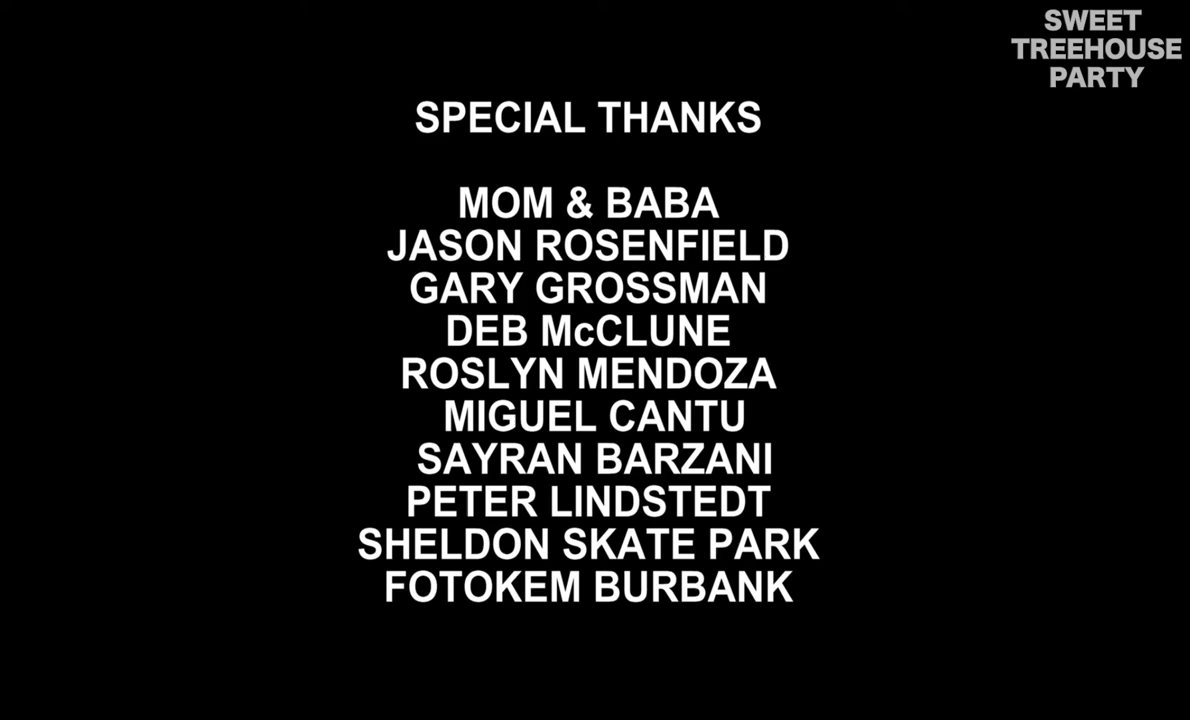 SWEET
TREEHOUSE
PARTY
SPECIAL THANKS
MOM & BABA
JASON ROSENFIELD
GARY GROSSMAN
DEB McCLUNE
ROSLYN MENDOZA
MIGUEL CANTU
SAYRAN BARZANI
PETER LINDSTEDT
SHELDON SKATE PARK
FOTOKEM BURBANK